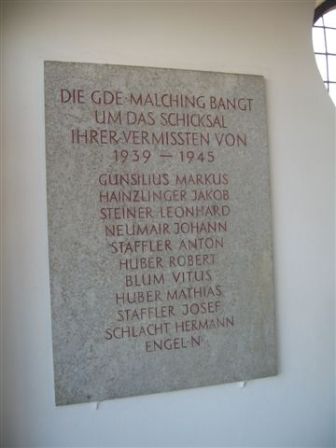 DIE GDE·MALCHING BANGT
UM DAS SCHICKSAL
IHRER·VERMISSTEN VON
1939 — 1945
GUNSILIUS MARKUS
HAINZLINGER JAKOB
STEINER LEONHARD
NEUMAIR JOHANN
STAFFLER ANTON
HUBER ROBERT
BLUM VITUS
HUBER MATHIAS
STAFFLER JOSEF
SCHLACHT HERMANN
ENGEL·N·